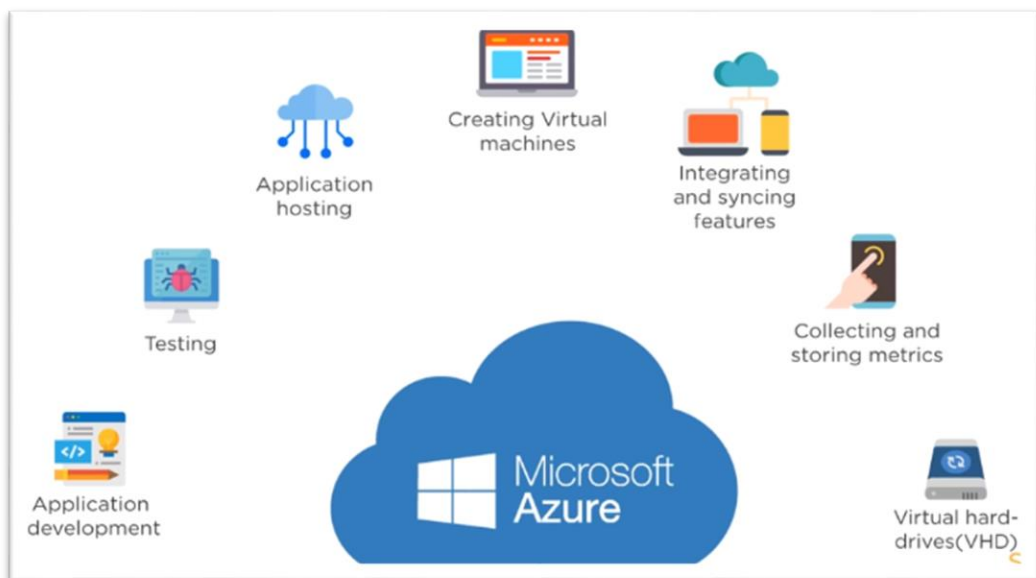 Creating Virtual
machines
Application
hosting
Integrating
and syncing
features
Testing
Collecting and
storing metrics
Application
development
</>
Microsoft
Azure
Virtual hard-
drives(VHD)